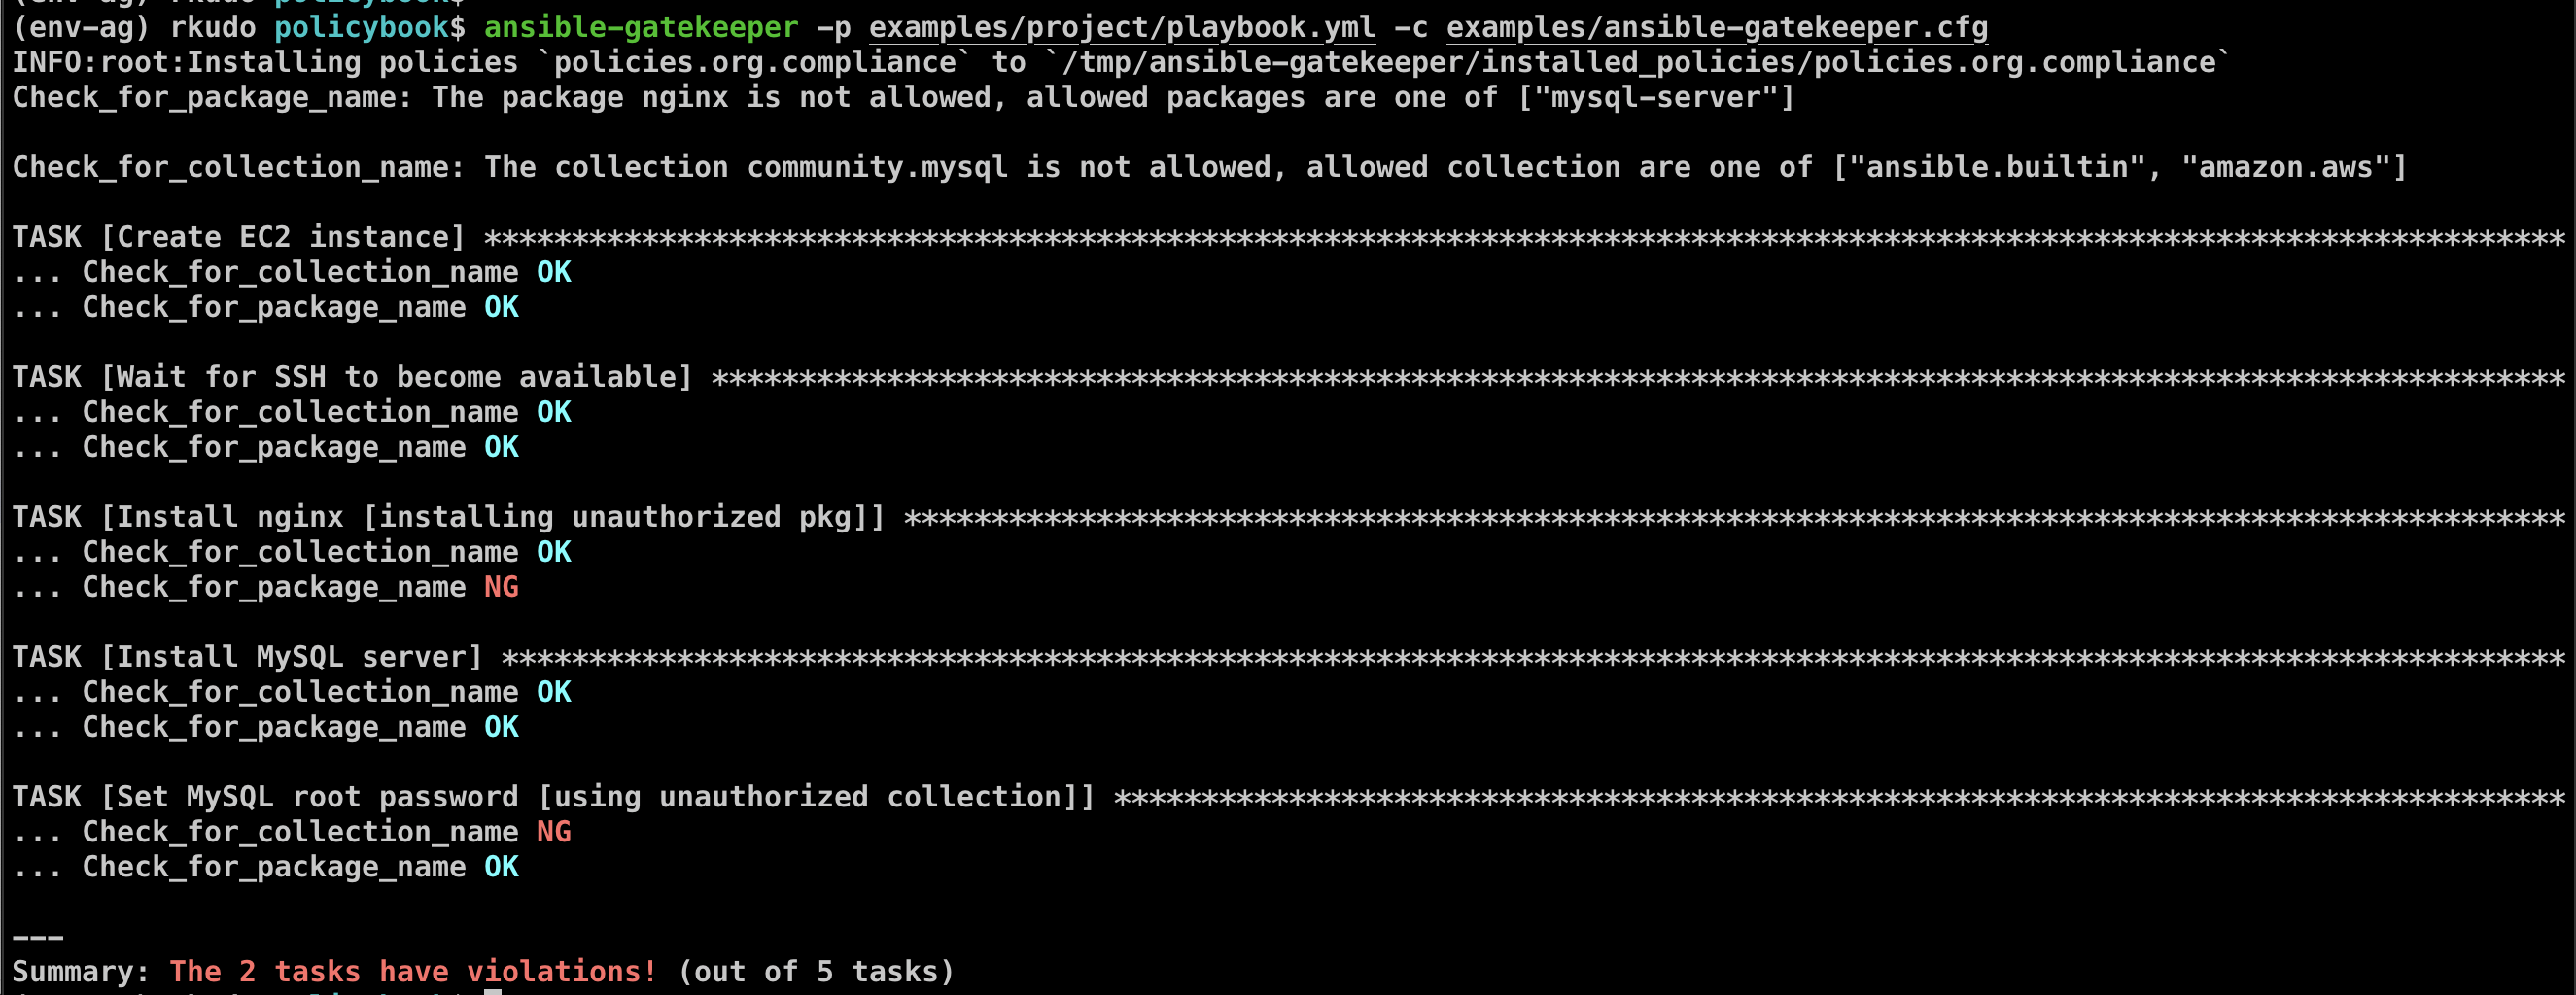 (env-ag) rkudo policybook$
(env-ag) rkudo policybook$ ansible-gatekeeper -p examples/project/playbook.yml -c examples/ansible-gatekeeper.cfg
INFO:root:Installing policies `policies.org.compliance` to `/tmp/ansible-gatekeeper/installed_policies/policies.org.compliance`
Check_for_package_name: The package nginx is not allowed, allowed packages are one of ["mysql-server"]
Check_for_collection_name: The collection community.mysql is not allowed, allowed collection are one of ["ansible.builtin", "amazon.aws"]
TASK [Create EC2 instance] ***********************************************************************************************************************
... Check_for_collection_name OK
... Check_for_package_name OK
TASK [Wait for SSH to become available] **********************************************************************************************************
... Check_for_collection_name OK
... Check_for_package_name OK
TASK [Install nginx [installing unauthorized pkg]] ***********************************************************************************************
... Check_for_collection_name OK
... Check_for_package_name NG
TASK [Install MySQL server] **********************************************************************************************************************
... Check_for_collection_name OK
... Check_for_package_name OK
TASK [Set MySQL root password [using unauthorized collection]] ***********************************************************************************
... Check_for_collection_name NG
... Check_for_package_name OK
---
Summary: The 2 tasks have violations! (out of 5 tasks)